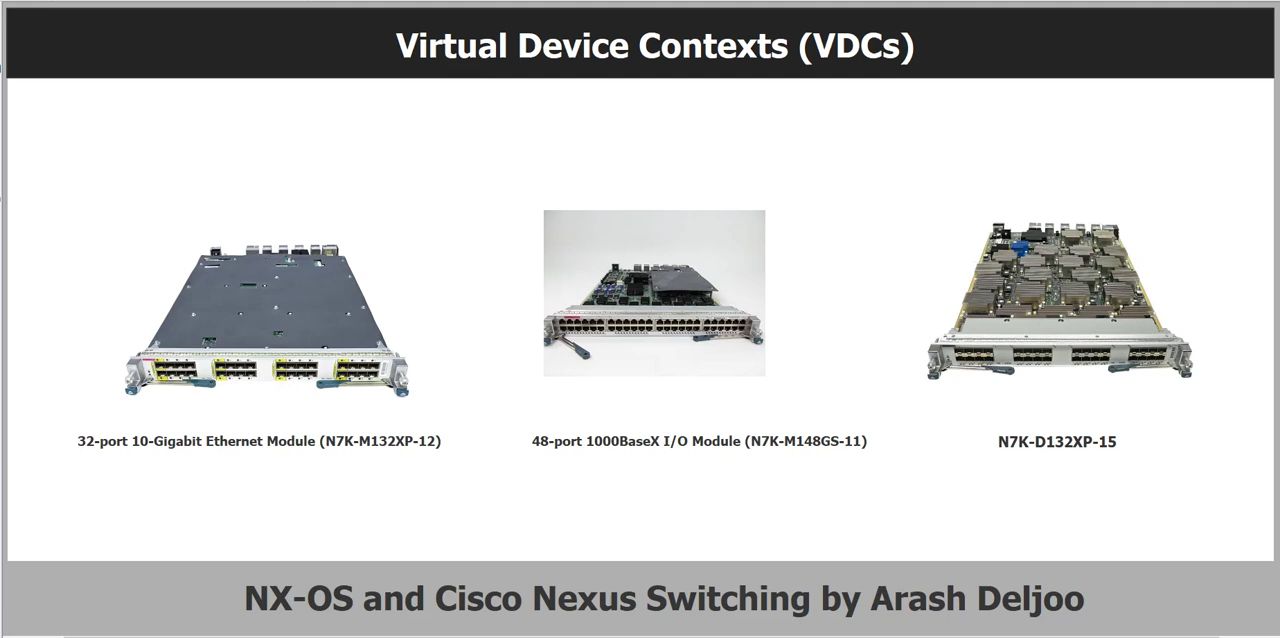 Virtual Device Contexts (VDCs)
32-port 10-Gigabit Ethernet Module (N7K-M132XP-12)
48-port 1000BaseX I/O Module (N7K-M148GS-11)
N7K-D132XP-15
NX-OS and Cisco Nexus Switching by Arash Deljoo